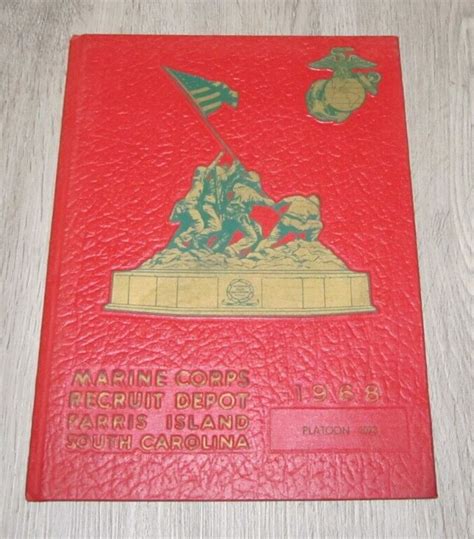 MARINE CORPS
RECRUIT DEPOT
PARRIS ISLAND
SOUTH CAROLINA
1968
PLATOON